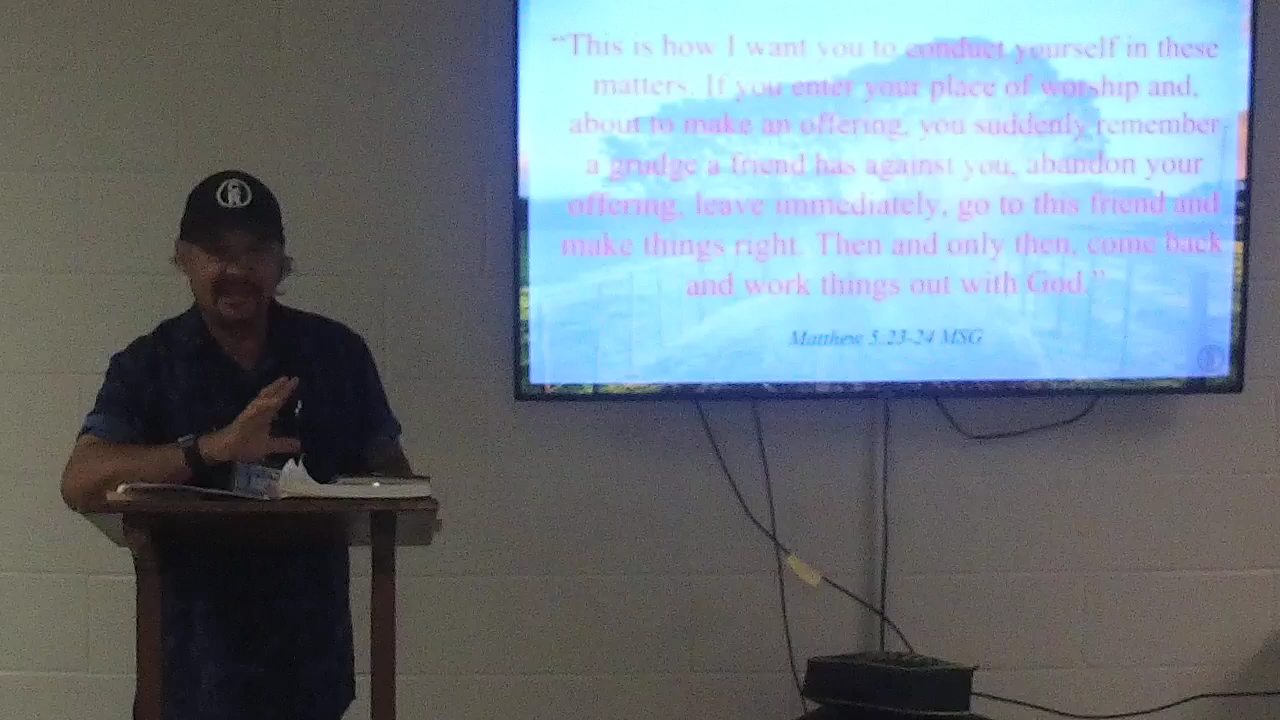 “This is how I want you to conduct yourself in these
matters. If you enter your place of worship and,
about to make an offering, you suddenly remember
a grudge a friend has against you, abandon your
offering, leave immediately, go to this friend and
make things right. Then and only then, come back
and work things out with God.”
Matthew 5:23-24 MSG